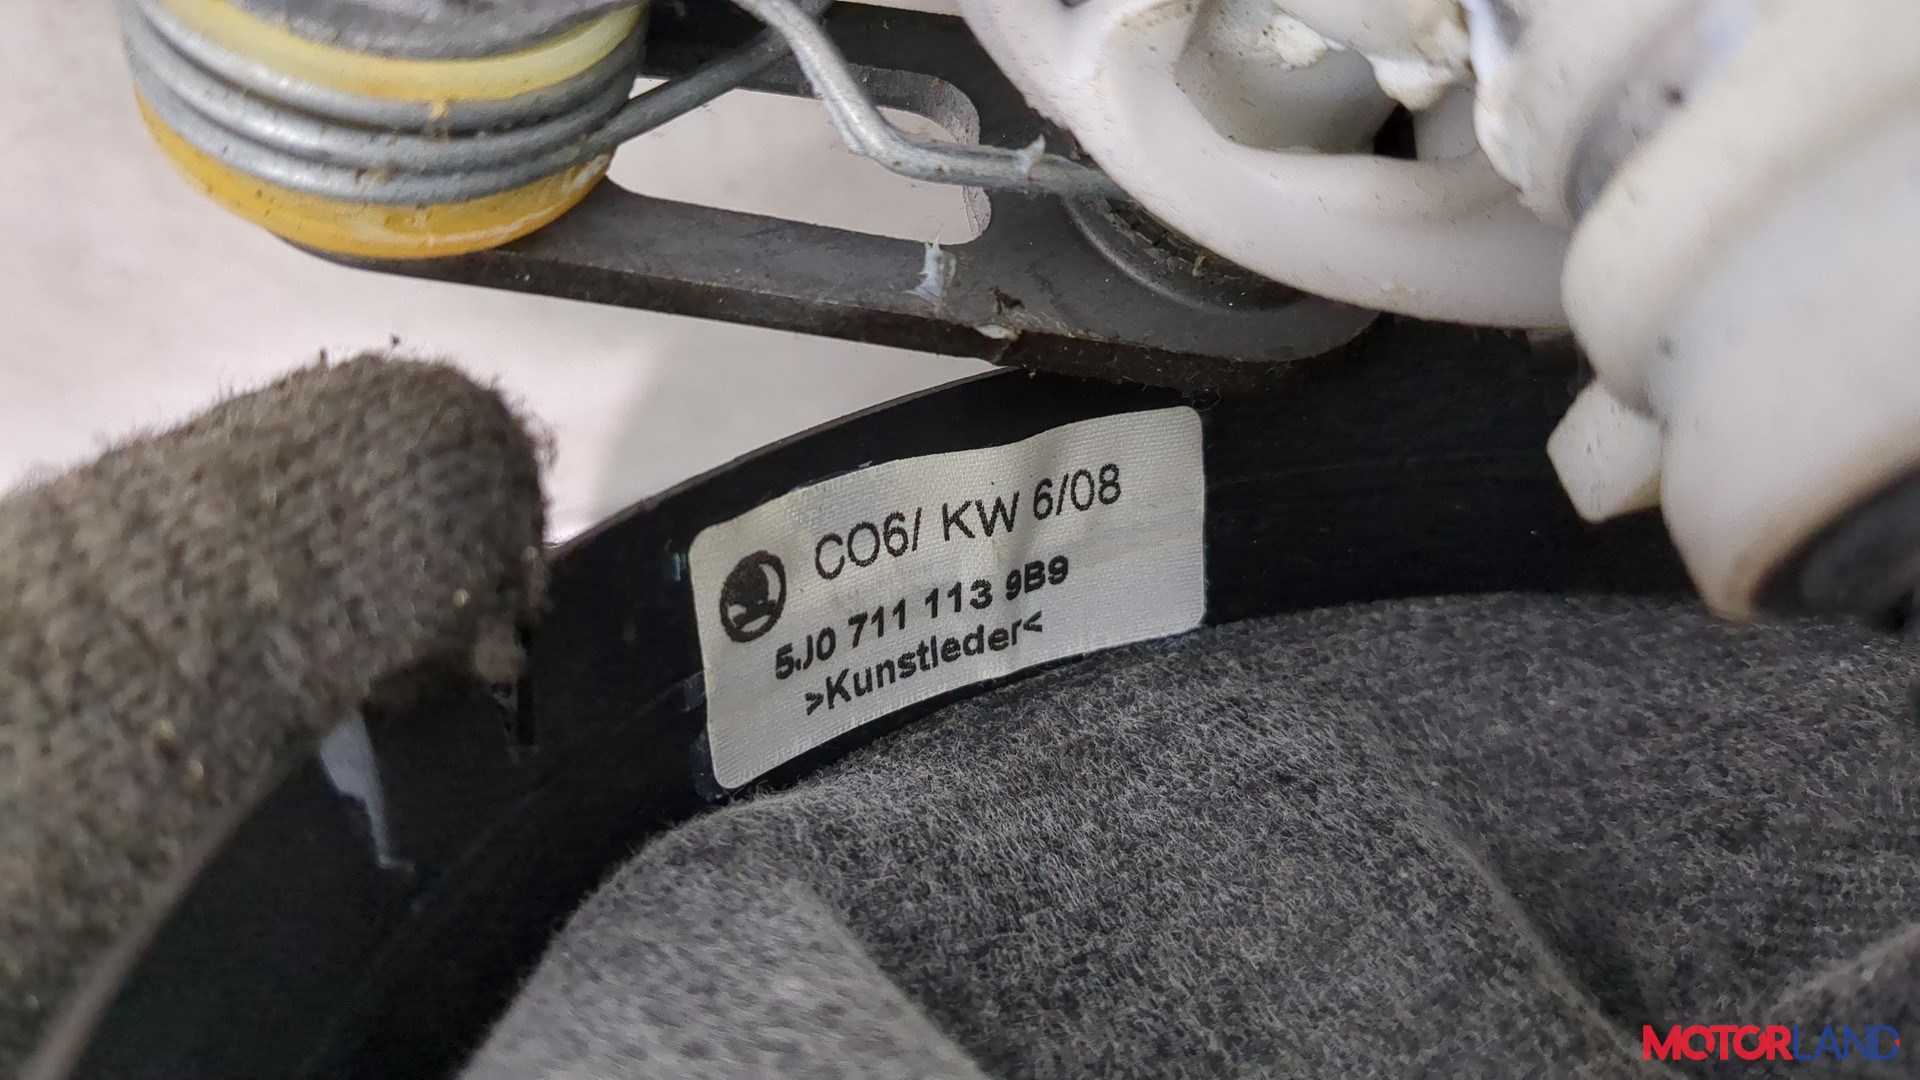 CO6/ KW 6/08
5J0 711 113 9B9
>Kunstleder<
MOTORLAND